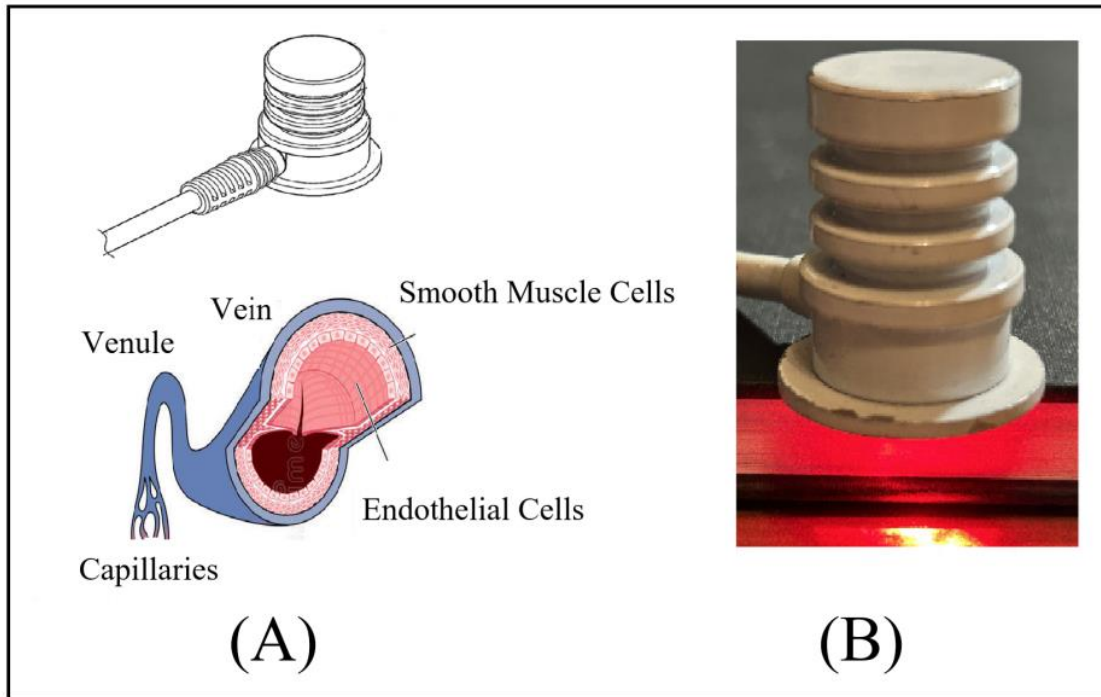 Smooth Muscle Cells
Vein
Venule
Endothelial Cells
Capillaries
(A)
(B)